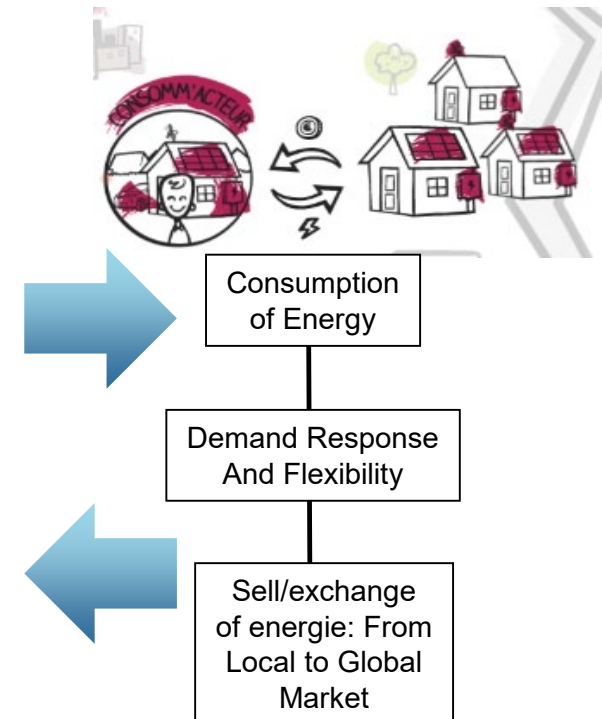 CONSOMM'ACTEUR
Consumption
of Energy
Demand Response
And Flexibility
Sell/exchange
of energie: From
Local to Global
Market